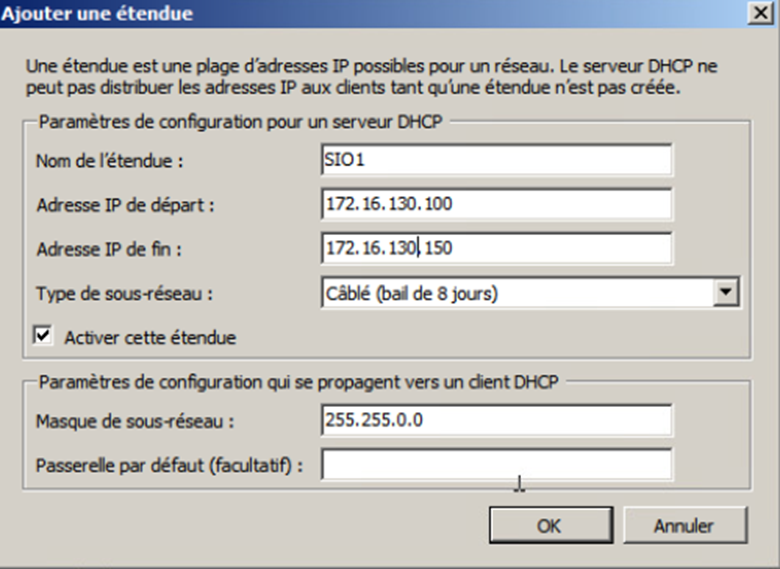 Ajouter une étendue
Une étendue est une plage d'adresses IP possibles pour un réseau. Le serveur DHCP ne
peut pas distribuer les adresses IP aux clients tant qu'une étendue n'est pas créée.
Paramètres de configuration pour un serveur DHCP
Nom de l'étendue : SIO1
Adresse IP de départ : 172.16.130.100
Adresse IP de fin : 172.16.130.150
Type de sous-réseau : Câblé (bail de 8 jours)
Activer cette étendue
Paramètres de configuration qui se propagent vers un client DHCP
Masque de sous-réseau : 255.255.0.0
Passerelle par défaut (facultatif) :
OK Annuler